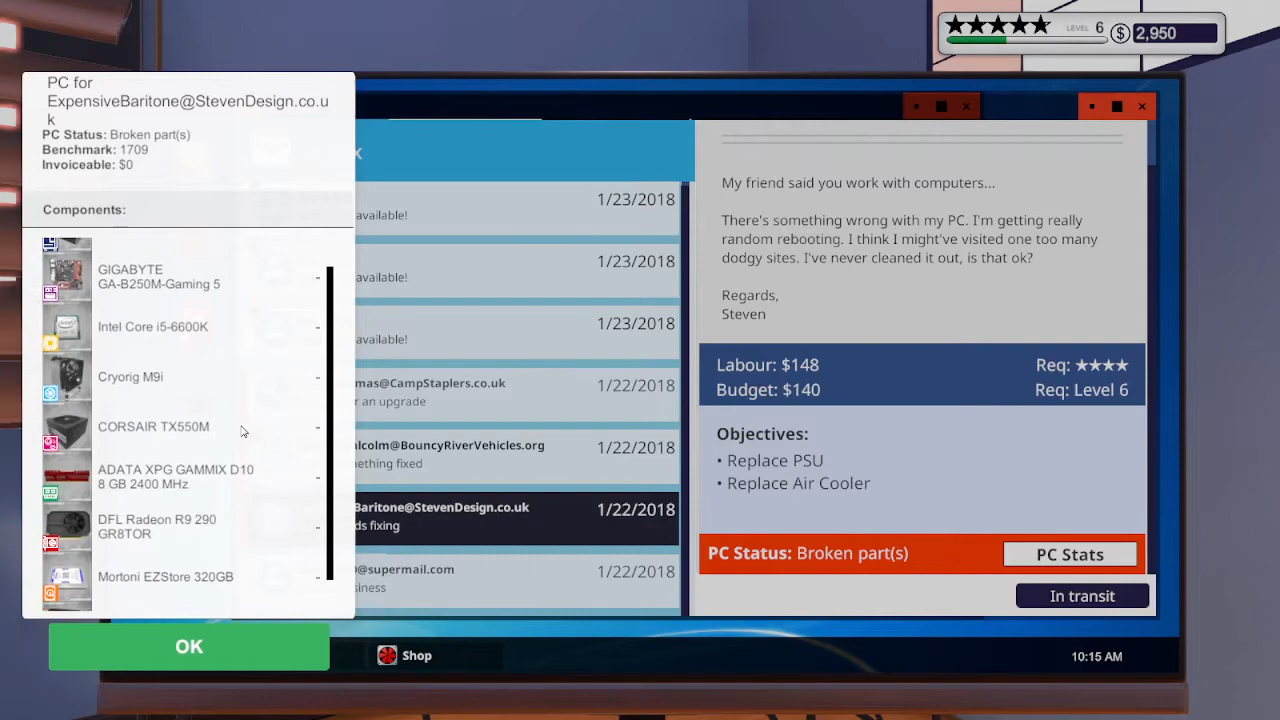 LEVEL 6 $ 2,950
PC for
ExpensiveBaritone@StevenDesign.co.u
k
PC Status: Broken part(s)
Benchmark: 1709
Invoiceable: $0
Components:
GIGABYTE
GA-B250M-Gaming 5
-
Intel Core i5-6600K
-
Cryorig M9i
-
CORSAIR TX550M
-
ADATA XPG GAMMIX D10
8 GB 2400 MHz
-
DFL Radeon R9 290
GR8TOR
-
Mortoni EZStore 320GB
-
OK
x
1/23/2018
available!
1/23/2018
available!
1/23/2018
available!
mas@CampStaplers.co.uk 1/22/2018
r an upgrade
lcolm@BouncyRiverVehicles.org 1/22/2018
nething fixed
Baritone@StevenDesign.co.uk 1/22/2018
ds fixing
@supermail.com 1/22/2018
siness
My friend said you work with computers...
There's something wrong with my PC. I'm getting really
random rebooting. I think I might've visited one too many
dodgy sites. I've never cleaned it out, is that ok?
Regards,
Steven
Labour: $148 Req: ★★★★
Budget: $140 Req: Level 6
Objectives:
• Replace PSU
• Replace Air Cooler
PC Status: Broken part(s) PC Stats
In transit
Shop
10:15 AM